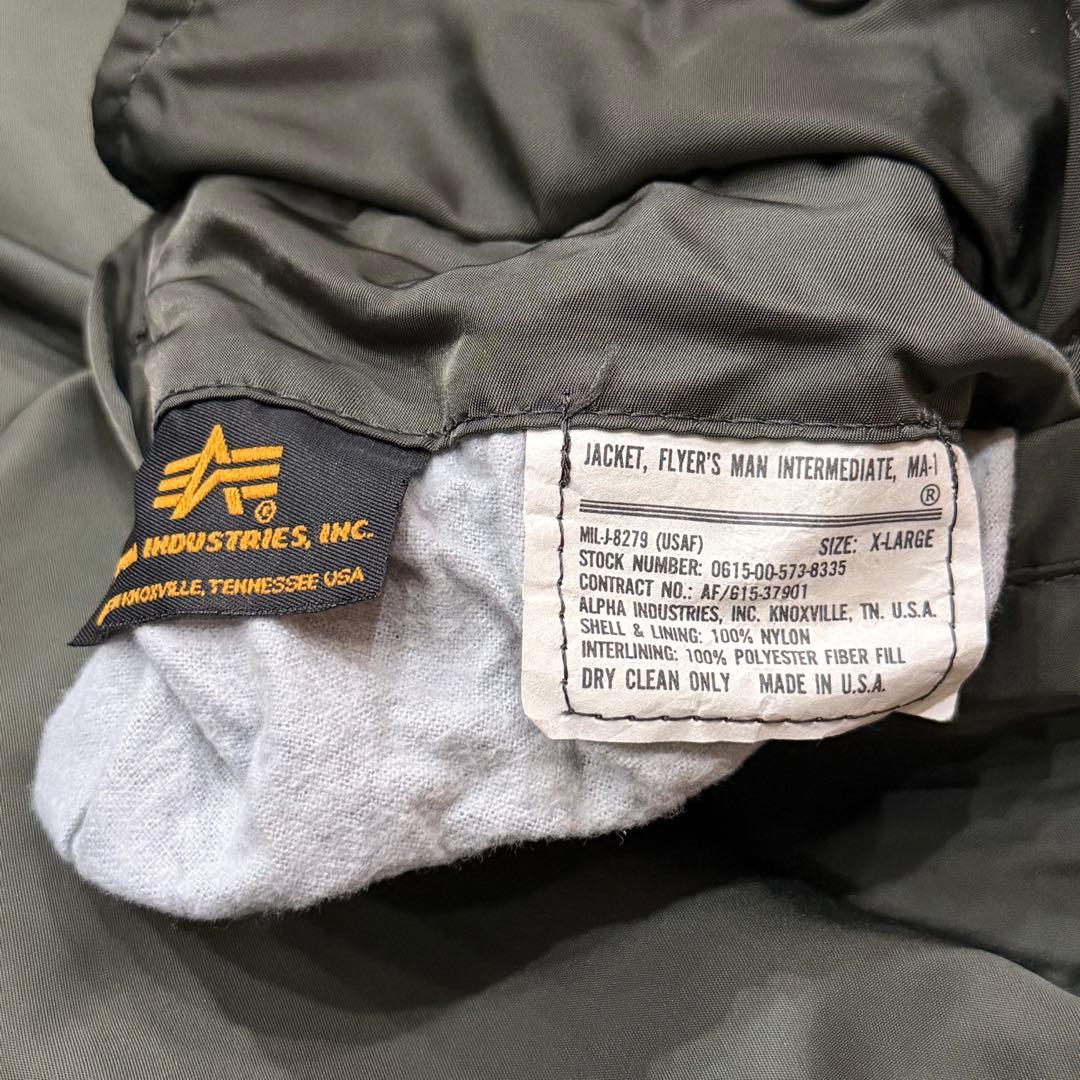 INDUSTRIES, INC.
KNOXVILLE, TENNESSEE USA
JACKET, FLYER'S MAN INTERMEDIATE, MA-1
®
MIL-J-8279 (USAF) SIZE: X-LARGE
STOCK NUMBER: 0615-00-573-8335
CONTRACT NO.: AF/615-37901
ALPHA INDUSTRIES, INC. KNOXVILLE, TN. U.S.A.
SHELL & LINING: 100% NYLON
INTERLINING: 100% POLYESTER FIBER FILL
DRY CLEAN ONLY MADE IN U.S.A.